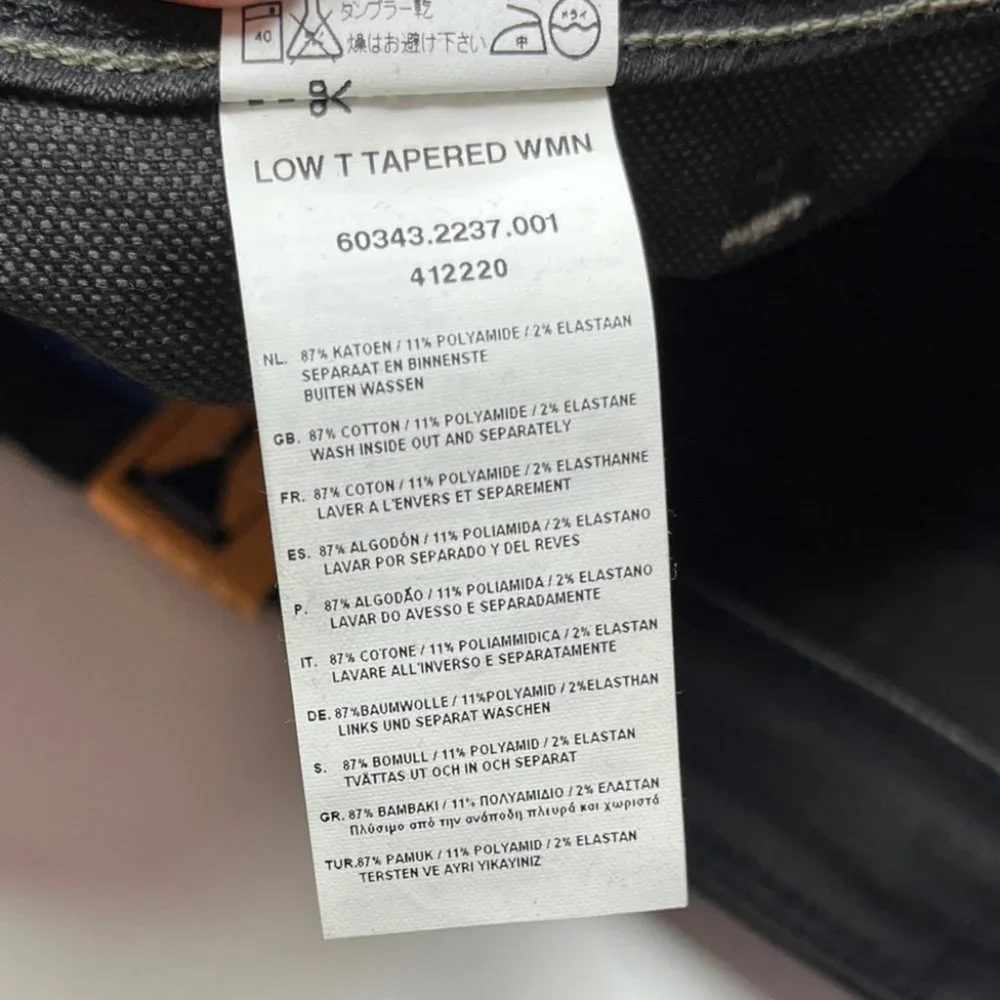 タンブラー乾
40
燥はお避け下さい
中
ドライ
LOW T TAPERED WMN
60343.2237.001
412220
NL. 87% KATOEN / 11% POLYAMIDE / 2% ELASTAAN
SEPARAAT EN BINNENSTE
BUITEN WASSEN
GB. 87% COTTON / 11% POLYAMIDE / 2% ELASTANE
WASH INSIDE OUT AND SEPARATELY
FR. 87% COTON / 11% POLYAMIDE / 2% ELASTHANNE
LAVER A L'ENVERS ET SEPAREMENT
ES. 87% ALGODÓN / 11% POLIAMIDA / 2% ELASTANO
LAVAR POR SEPARADO Y DEL REVES
P. 87% ALGODÃO / 11% POLIAMIDA / 2% ELASTANO
LAVAR DO AVESSO E SEPARADAMENTE
IT. 87% COTONE / 11% POLIAMMIDICA / 2% ELASTAN
LAVARE ALL'INVERSO E SEPARATAMENTE
DE. 87%BAUMWOLLE / 11%POLYAMID / 2%ELASTHAN
LINKS UND SEPARAT WASCHEN
S. 87% BOMULL / 11% POLYAMID / 2% ELASTAN
TVÄTTAS UT OCH IN OCH SEPARAT
GR. 87% ΒΑΜΒΑΚΙ / 11% ΠΟΛΥΑΜΙΔΙΟ / 2% ΕΛΑΣΤΑΝ
Πλύσιμο από την ανάποδη πλευρά και χωριστά
TUR.87% PAMUK / 11% POLYAMID / 2% ELASTAN
TERSTEN VE AYRI YIKAYINIZ